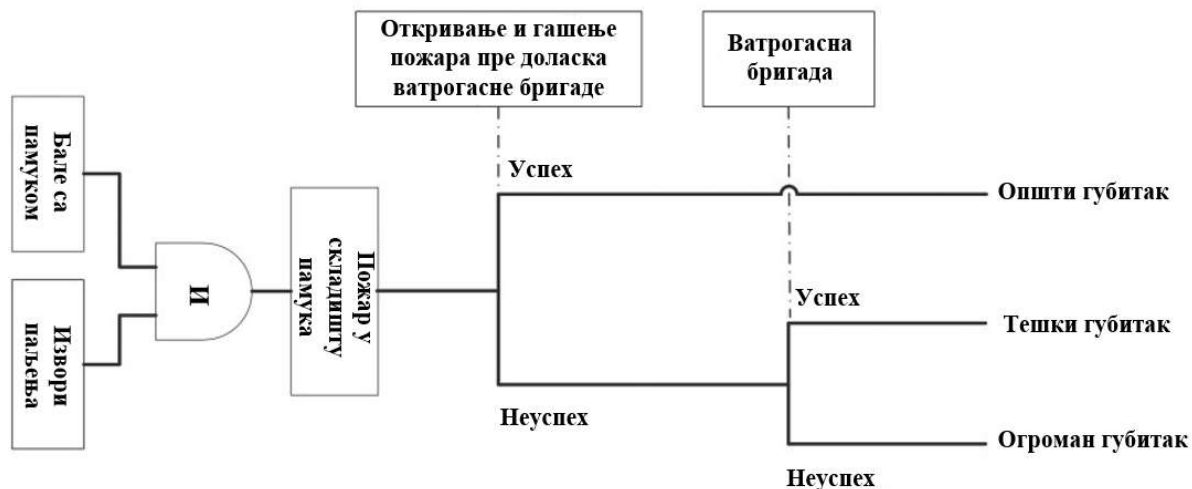 Откривање и гашење
пожара пре доласка
ватрогасне бригаде
Ватрогасна
бригада
Бале са
памуком
Извори
паљења
И
Пожар у
складишту
памука
Успех
Општи губитак
Успех
Тешки губитак
Неуспех
Огроман губитак
Неуспех